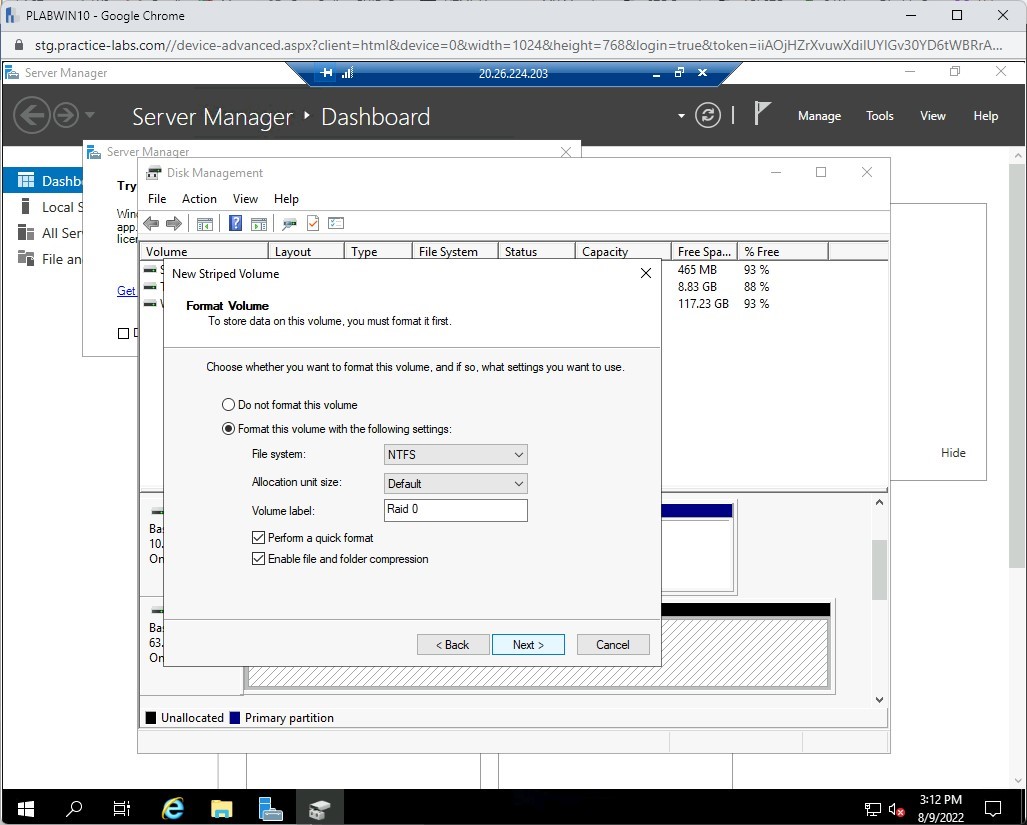 PLABWIN10 - Google Chrome
stg.practice-labs.com//device-advanced.aspx?client=html&device=0&width=1024&height=768&login=true&token=iiAOjHZrXvuwXdiIUYIGv30YD6tWBRrA...
Server Manager
20.26.224.203
Server Manager ‣ Dashboard
Manage Tools View Help
Server Manager
Dashb
Local S
All Ser
File an
Try
Win
app.
licen
Get
Disk Management
File Action View Help
Volume Layout Type File System Status Capacity Free Spa... % Free
465 MB 93 %
8.83 GB 88 %
117.23 GB 93 %
New Striped Volume
Format Volume
To store data on this volume, you must format it first.
Choose whether you want to format this volume, and if so, what settings you want to use.
Do not format this volume
Format this volume with the following settings:
File system: NTFS
Allocation unit size: Default
Volume label: Raid 0
Perform a quick format
Enable file and folder compression
< Back Next > Cancel
Hide
Bas
10.
On
Bas
63.
On
Unallocated Primary partition
3:12 PM
8/9/2022